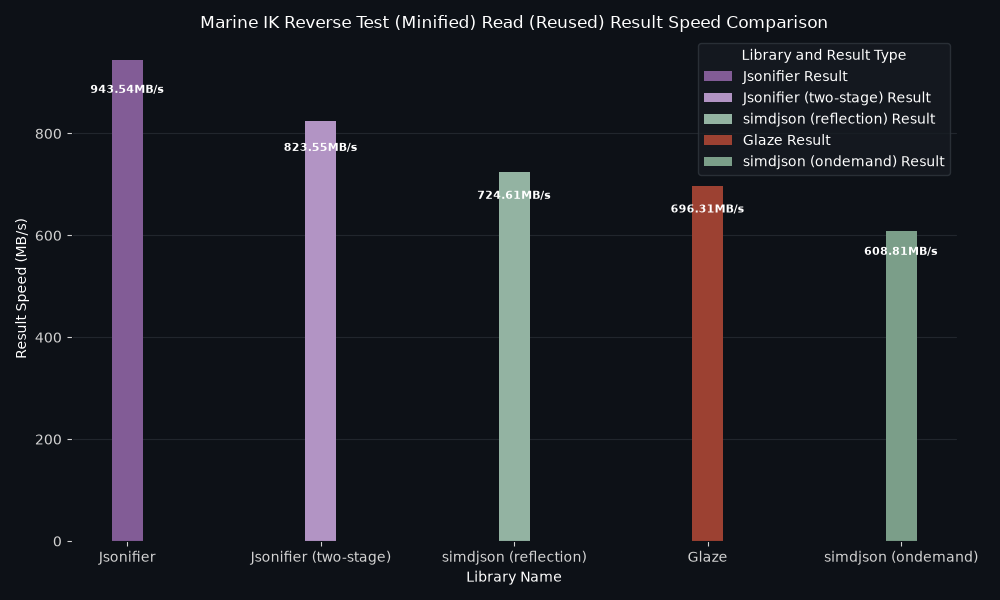 Marine IK Reverse Test (Minified) Read (Reused) Result Speed Comparison
Library and Result Type
Jsonifier Result
Jsonifier (two-stage) Result
simdjson (reflection) Result
Glaze Result
simdjson (ondemand) Result
943.54MB/s
823.55MB/s
724.61MB/s
696.31MB/s
608.81MB/s
Result Speed (MB/s)
800
600
400
200
0
Jsonifier
Jsonifier (two-stage)
simdjson (reflection)
Glaze
simdjson (ondemand)
Library Name